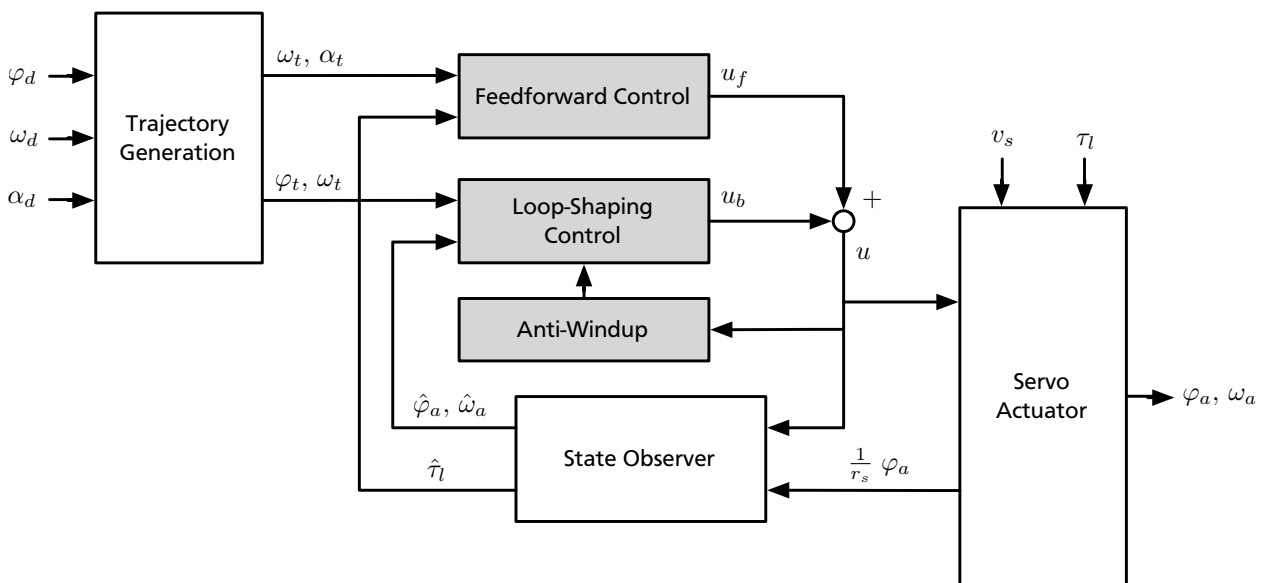 φ_d
ω_d
α_d
Trajectory
Generation
ω_t, α_t
φ_t, ω_t
Feedforward Control
u_f
Loop-Shaping
Control
u_b
+
u
Anti-Windup
φ̂_a, ω̂_a
τ̂_l
State Observer
1/r_s φ_a
v_s
τ_l
Servo
Actuator
φ_a, ω_a